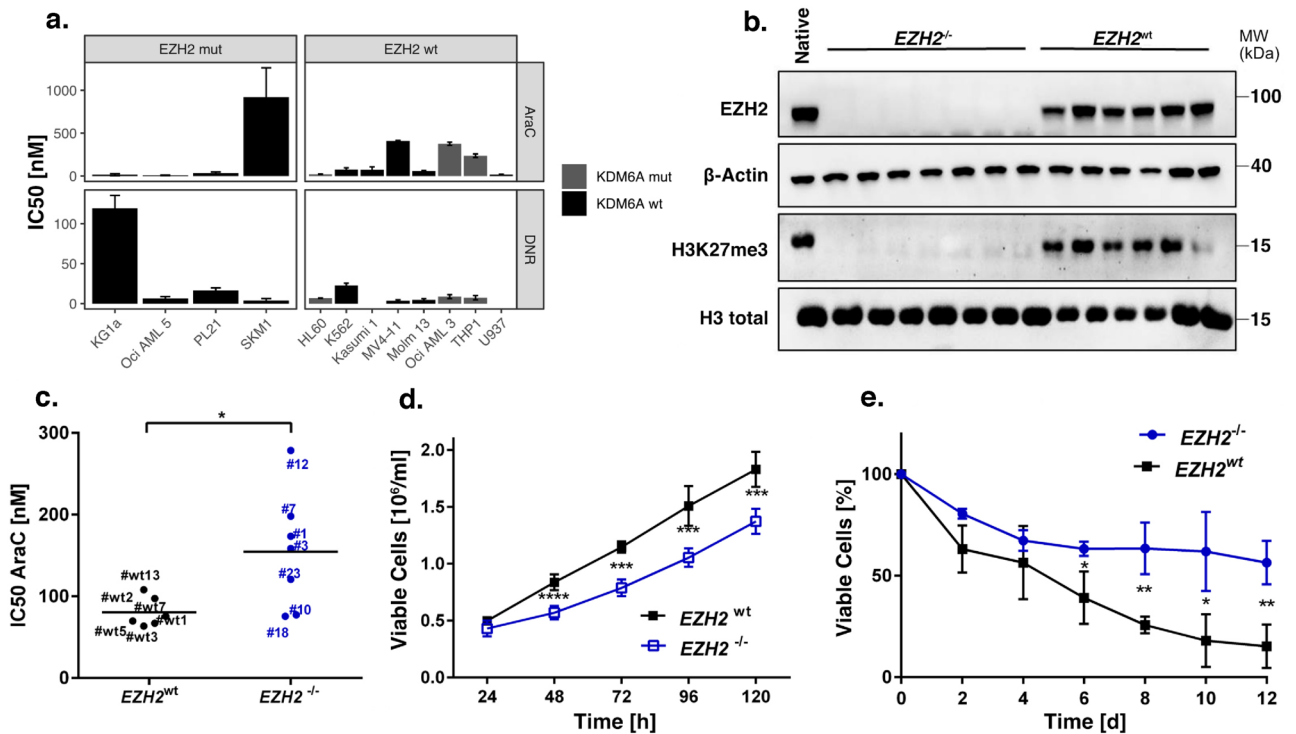 a.
EZH2 mut
EZH2 wt
1000
500
0
AraC
100
50
0
DNR
IC50 [nM]
KG1a
Oci AML 5
PL21
SKM1
HL60
K562
Kasumi 1
MV4-11
Molm 13
Oci AML 3
THP1
U937
KDM6A mut
KDM6A wt
b.
Native
EZH2-/-
EZH2wt
MW
(kDa)
EZH2
100
β-Actin
40
H3K27me3
15
H3 total
15
c.
*
300
200
100
0
IC50 AraC [nM]
#12
#7
#1
#3
#23
#10
#18
#wt13
#wt2
#wt7
#wt1
#wt5
#wt3
EZH2wt
EZH2 -/-
d.
2.0
1.5
1.0
0.5
0.0
Viable Cells [10⁶/ml]
****
***
***
***
EZH2 wt
EZH2 -/-
24
48
72
96
120
Time [h]
e.
EZH2-/-
EZH2wt
100
50
0
Viable Cells [%]
*
**
*
**
0
2
4
6
8
10
12
Time [d]